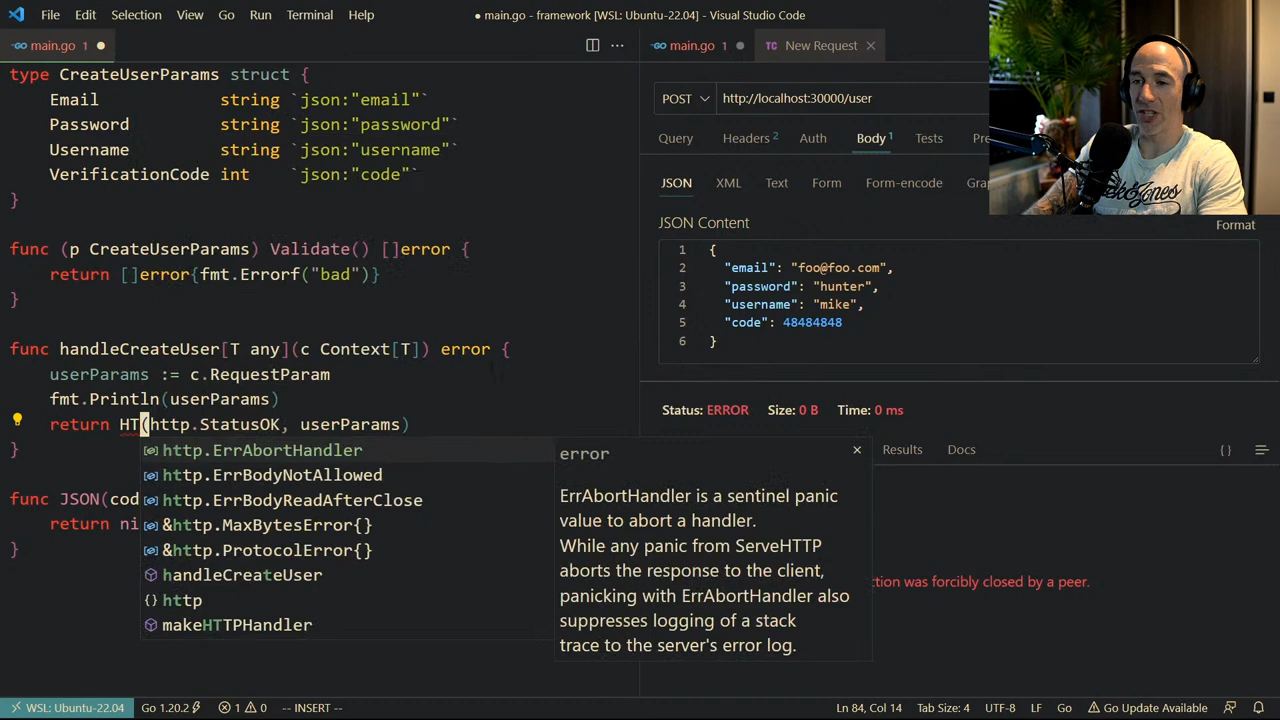 File Edit Selection View Go Run Terminal Help
● main.go - framework [WSL: Ubuntu-22.04] - Visual Studio Code
main.go 1 ●
type CreateUserParams struct {
Email string `json:"email"`
Password string `json:"password"`
Username string `json:"username"`
VerificationCode int `json:"code"`
}
func (p CreateUserParams) Validate() []error {
return []error{fmt.Errorf("bad")}
}
func handleCreateUser[T any](c Context[T]) error {
userParams := c.RequestParam
fmt.Println(userParams)
return HT(http.StatusOK, userParams)
}
http.ErrAbortHandler
http.ErrBodyNotAllowed
http.ErrBodyReadAfterClose
&http.MaxBytesError{}
&http.ProtocolError{}
handleCreateUser
{} http
makeHTTPHandler
error
ErrAbortHandler is a sentinel panic
value to abort a handler.
While any panic from ServeHTTP
aborts the response to the client,
panicking with ErrAbortHandler also
suppresses logging of a stack
trace to the server's error log.
func JSON(cod
return ni
}
main.go 1 ●
TC New Request
POST http://localhost:30000/user
Query Headers 2 Auth Body 1 Tests Pre
JSON XML Text Form Form-encode Gra
JSON Content
Format
1 {
2 "email": "foo@foo.com",
3 "password": "hunter",
4 "username": "mike",
5 "code": 48484848
6 }
Status: ERROR Size: 0 B Time: 0 ms
Results Docs { }
ction was forcibly closed by a peer.
WSL: Ubuntu-22.04 Go 1.20.2 1 0 -- INSERT -- Ln 84, Col 14 Tab Size: 4 UTF-8 LF Go Go Update Available